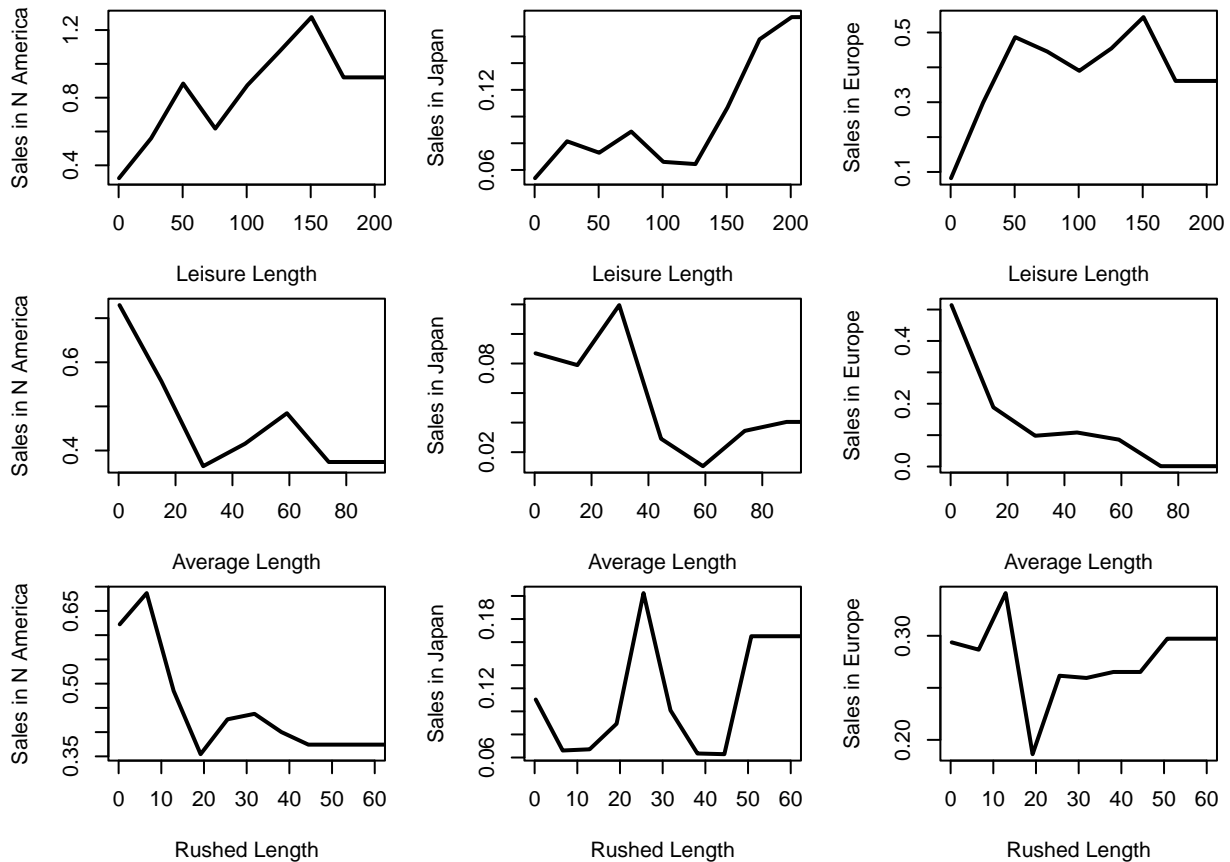 Sales in N America
0.4 0.8 1.2
0 50 100 150 200
Leisure Length
Sales in Japan
0.06 0.12
0 50 100 150 200
Leisure Length
Sales in Europe
0.1 0.3 0.5
0 50 100 150 200
Leisure Length
Sales in N America
0.4 0.6
0 20 40 60 80
Average Length
Sales in Japan
0.02 0.08
0 20 40 60 80
Average Length
Sales in Europe
0.0 0.2 0.4
0 20 40 60 80
Average Length
Sales in N America
0.35 0.50 0.65
0 10 20 30 40 50 60
Rushed Length
Sales in Japan
0.06 0.12 0.18
0 10 20 30 40 50 60
Rushed Length
Sales in Europe
0.20 0.30
0 10 20 30 40 50 60
Rushed Length